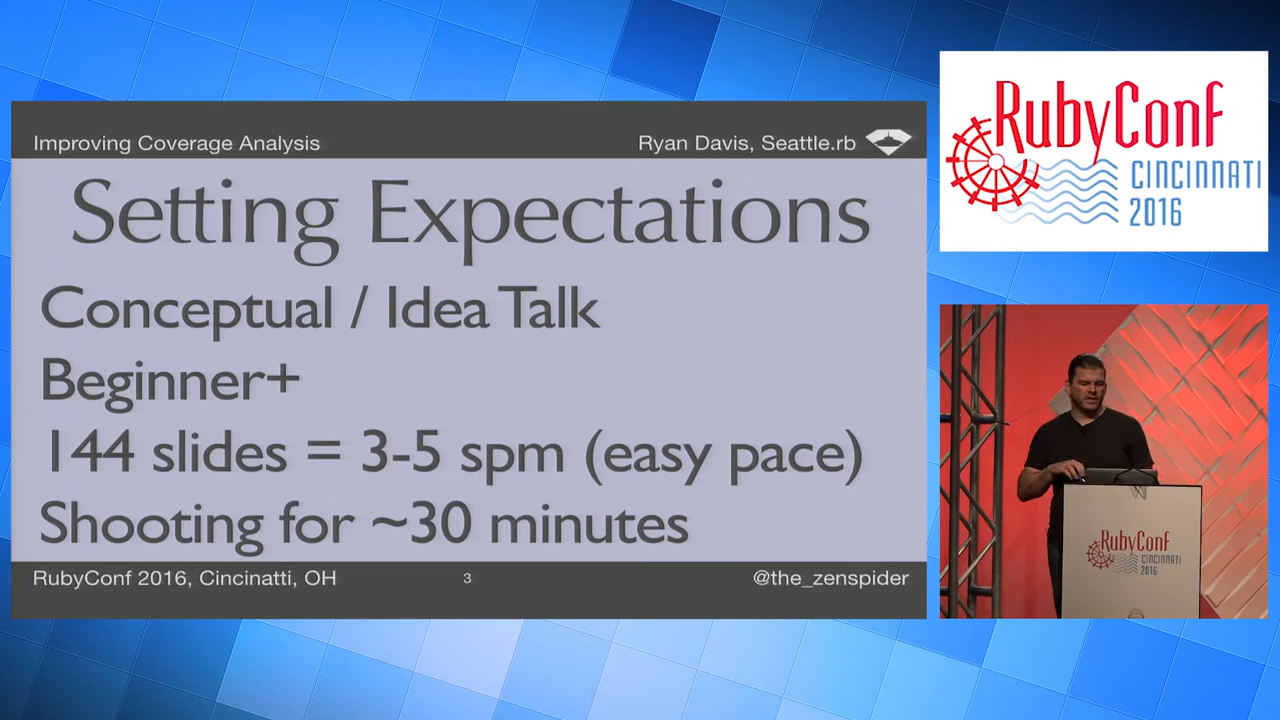 Improving Coverage Analysis
Ryan Davis, Seattle.rb
Setting Expectations
Conceptual / Idea Talk
Beginner+
144 slides = 3-5 spm (easy pace)
Shooting for ~30 minutes
RubyConf 2016, Cincinatti, OH
3
@the_zenspider
RubyConf
CINCINNATI
2016
RubyConf
CINCINNATI
2016